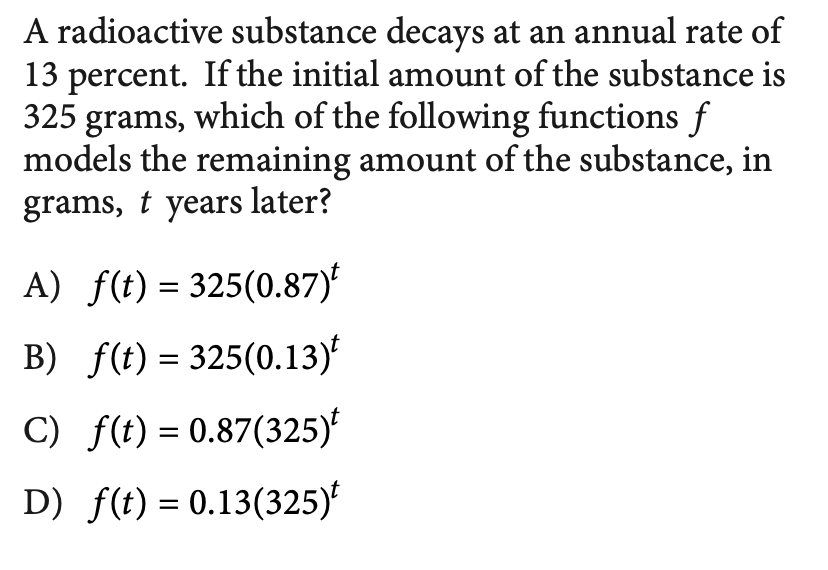 A radioactive substance decays at an annual rate of
13 percent. If the initial amount of the substance is
325 grams, which of the following functions f
models the remaining amount of the substance, in
grams, t years later?
A) f(t) = 325(0.87)^t
B) f(t) = 325(0.13)^t
C) f(t) = 0.87(325)^t
D) f(t) = 0.13(325)^t